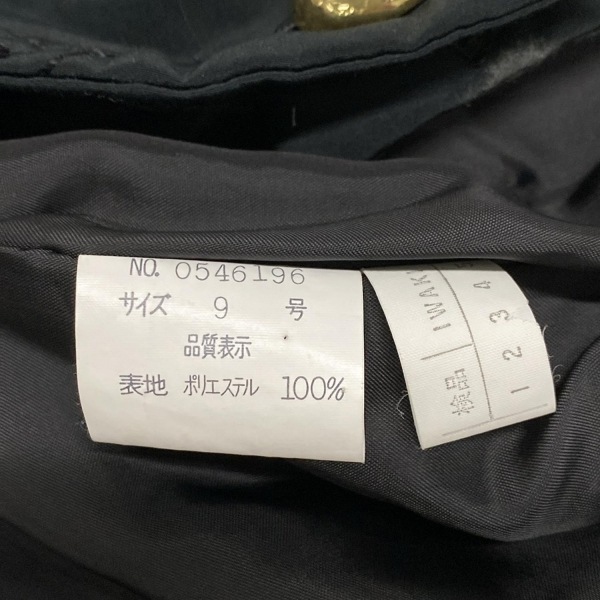 NO. 0546196
サイズ 9 号
品質表示
表地 ポリエステル 100%
検品 IWAK
1 2 3 4